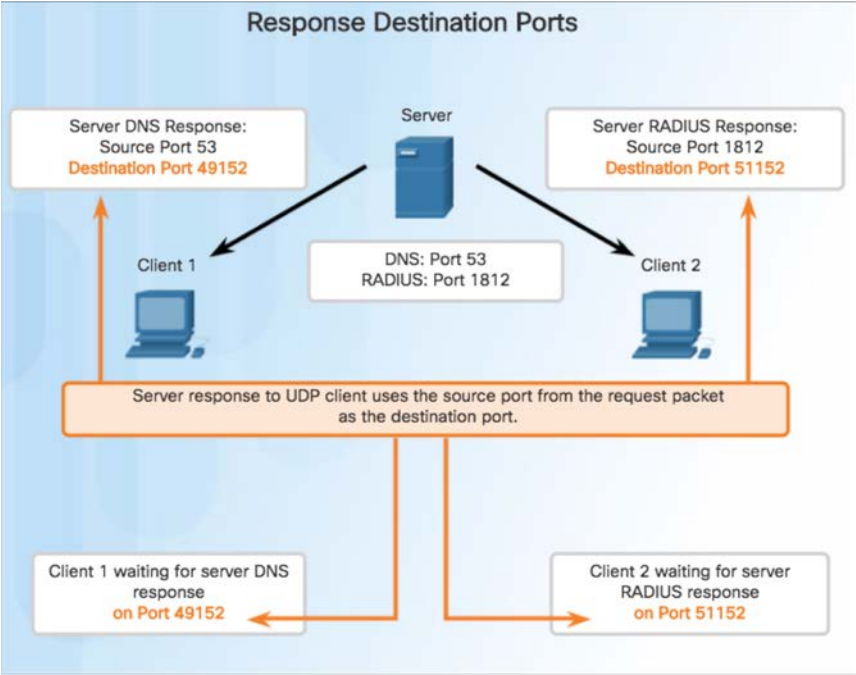 Response Destination Ports
Server DNS Response:
Source Port 53
Destination Port 49152
Server
Server RADIUS Response:
Source Port 1812
Destination Port 51152
Client 1
DNS: Port 53
RADIUS: Port 1812
Client 2
Server response to UDP client uses the source port from the request packet
as the destination port.
Client 1 waiting for server DNS
response
on Port 49152
Client 2 waiting for server
RADIUS response
on Port 51152